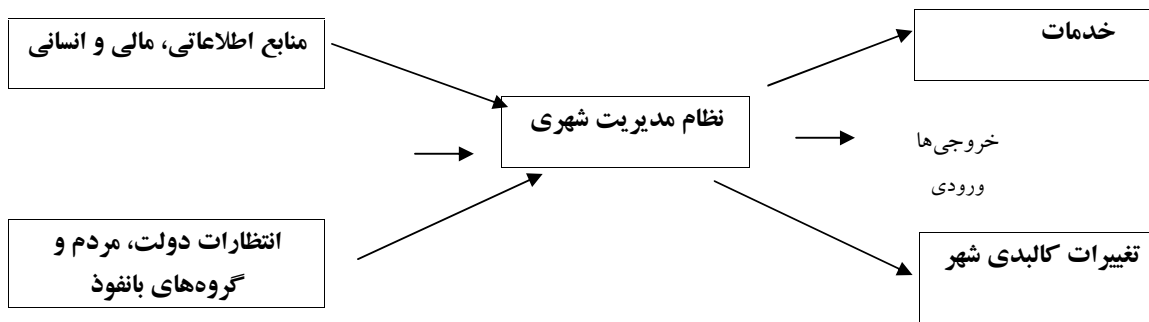 خدمات
منابع اطلاعاتی، مالی و انسانی
نظام مدیریت شهری
خروجی‌ها
ورودی
انتظارات دولت، مردم و
گروه‌های بانفوذ
تغییرات کالبدی شهر